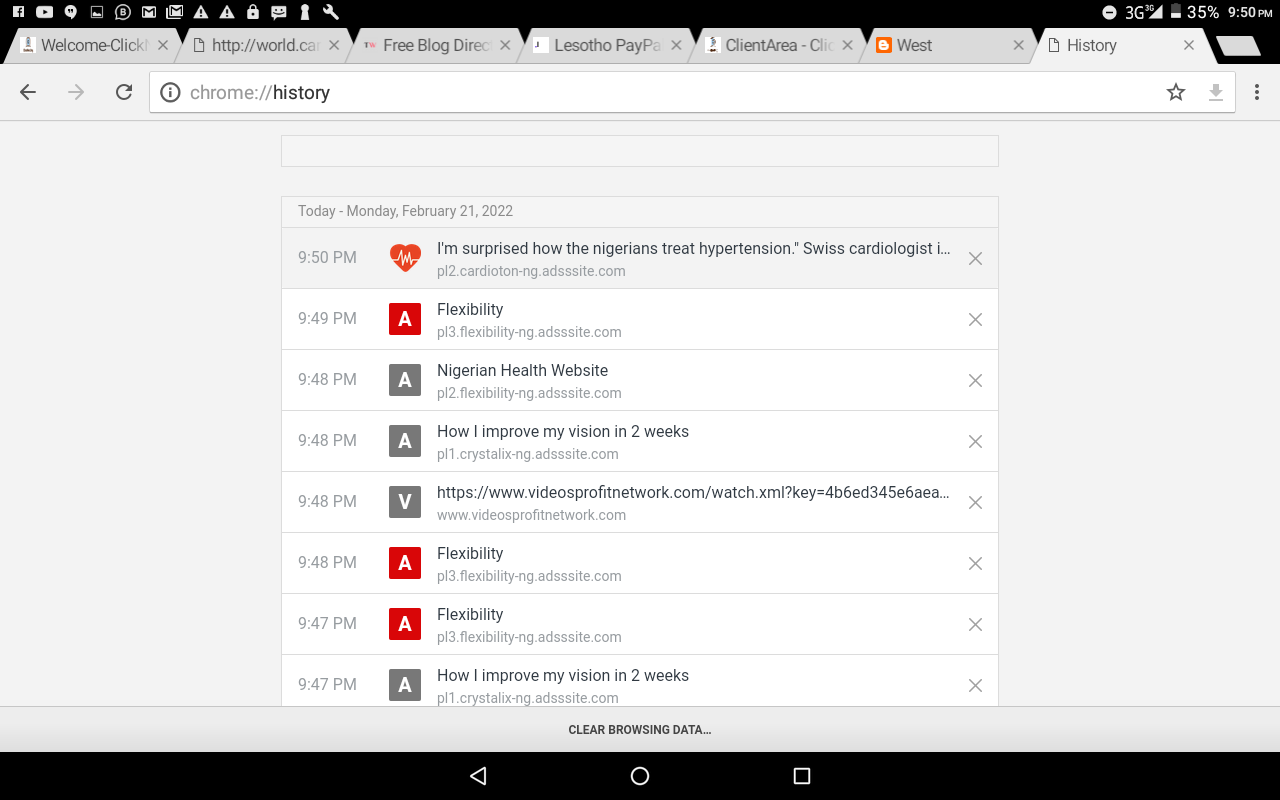 3G 3G 35% 9:50 PM
Welcome-Click
http://world.ca
TW Free Blog Direc
J Lesotho PayPa
ClientArea - Clic
West
History
chrome://history
Today - Monday, February 21, 2022
9:50 PM
I'm surprised how the nigerians treat hypertension." Swiss cardiologist i...
pl2.cardioton-ng.adsssite.com
9:49 PM
A
Flexibility
pl3.flexibility-ng.adsssite.com
9:48 PM
A
Nigerian Health Website
pl2.flexibility-ng.adsssite.com
9:48 PM
A
How I improve my vision in 2 weeks
pl1.crystalix-ng.adsssite.com
9:48 PM
V
https://www.videosprofitnetwork.com/watch.xml?key=4b6ed345e6aea...
www.videosprofitnetwork.com
9:48 PM
A
Flexibility
pl3.flexibility-ng.adsssite.com
9:47 PM
A
Flexibility
pl3.flexibility-ng.adsssite.com
9:47 PM
A
How I improve my vision in 2 weeks
pl1.crystalix-ng.adsssite.com
CLEAR BROWSING DATA...